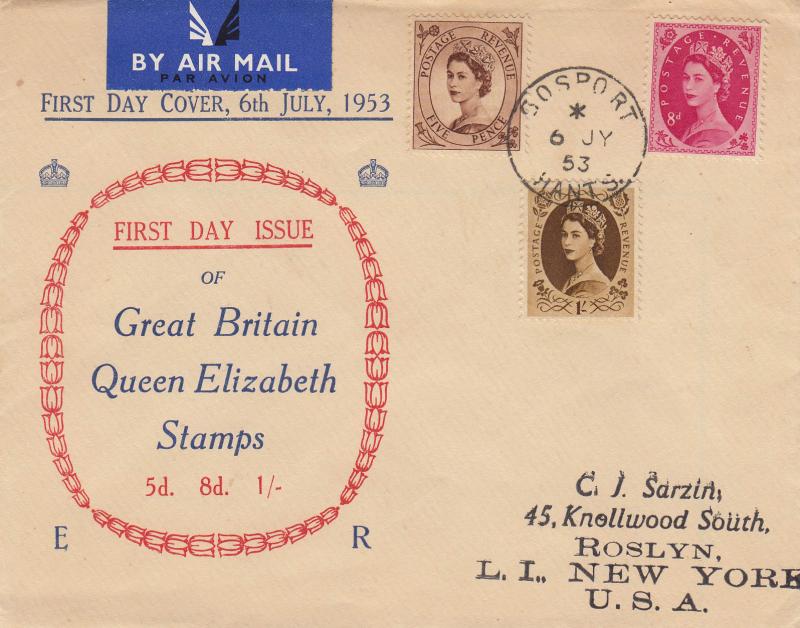 BY AIR MAIL
PAR AVION
FIRST DAY COVER, 6th JULY, 1953
FIRST DAY ISSUE
OF
Great Britain
Queen Elizabeth
Stamps
5d. 8d. 1/-
E R
POSTAGE REVENUE
FIVE PENCE
POSTAGE REVENUE
8d
GOSPORT
*
6 JY
53
HANTS.
POSTAGE REVENUE
1/-
C. J. Sarzin,
45, Knollwood South,
ROSLYN,
L. I., NEW YORK
U. S. A.